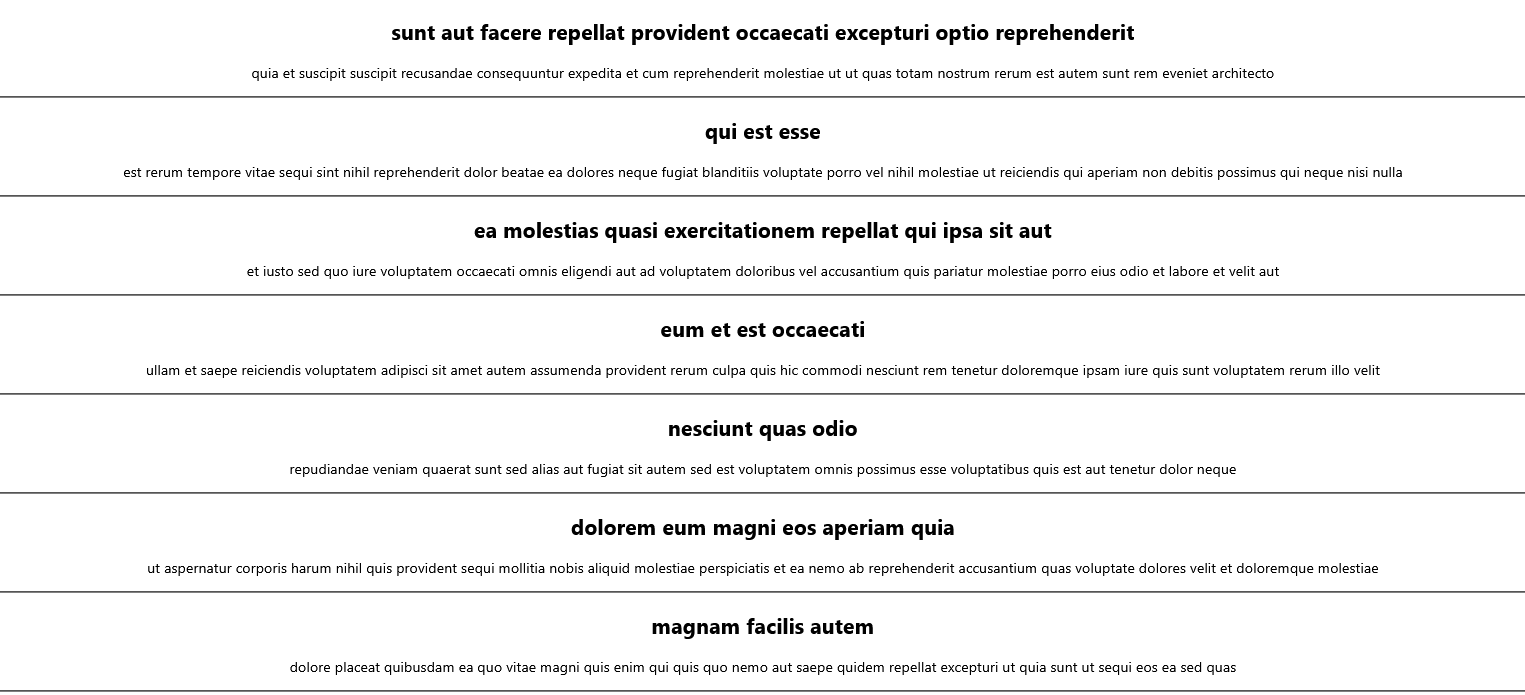 sunt aut facere repellat provident occaecati excepturi optio reprehenderit
quia et suscipit suscipit recusandae consequuntur expedita et cum reprehenderit molestiae ut ut quas totam nostrum rerum est autem sunt rem eveniet architecto
qui est esse
est rerum tempore vitae sequi sint nihil reprehenderit dolor beatae ea dolores neque fugiat blanditiis voluptate porro vel nihil molestiae ut reiciendis qui aperiam non debitis possimus qui neque nisi nulla
ea molestias quasi exercitationem repellat qui ipsa sit aut
et iusto sed quo iure voluptatem occaecati omnis eligendi aut ad voluptatem doloribus vel accusantium quis pariatur molestiae porro eius odio et labore et velit aut
eum et est occaecati
ullam et saepe reiciendis voluptatem adipisci sit amet autem assumenda provident rerum culpa quis hic commodi nesciunt rem tenetur doloremque ipsam iure quis sunt voluptatem rerum illo velit
nesciunt quas odio
repudiandae veniam quaerat sunt sed alias aut fugiat sit autem sed est voluptatem omnis possimus esse voluptatibus quis est aut tenetur dolor neque
dolorem eum magni eos aperiam quia
ut aspernatur corporis harum nihil quis provident sequi mollitia nobis aliquid molestiae perspiciatis et ea nemo ab reprehenderit accusantium quas voluptate dolores velit et doloremque molestiae
magnam facilis autem
dolore placeat quibusdam ea quo vitae magni quis enim qui quis quo nemo aut saepe quidem repellat excepturi ut quia sunt ut sequi eos ea sed quas